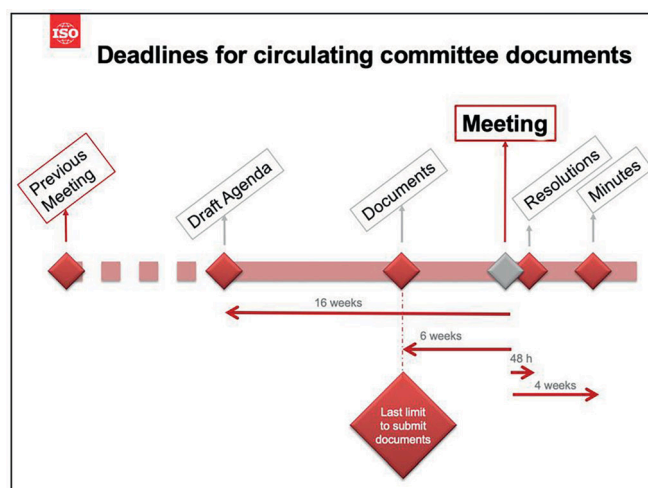 ISO
Deadlines for circulating committee documents
Previous
Meeting
Draft Agenda
Documents
Meeting
Resolutions
Minutes
16 weeks
6 weeks
48 h
4 weeks
Last limit
to submit
documents